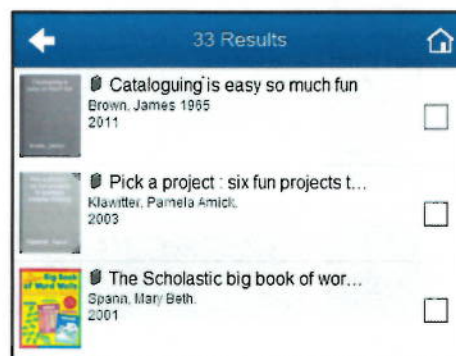 33 Results
Cataloguing is easy so much fun
Brown, James 1965
2011
Pick a project : six fun projects t...
Klawitter, Pamela Amick.
2003
The Scholastic big book of wor...
Spann, Mary Beth.
2001
Big Book
of Word Walls